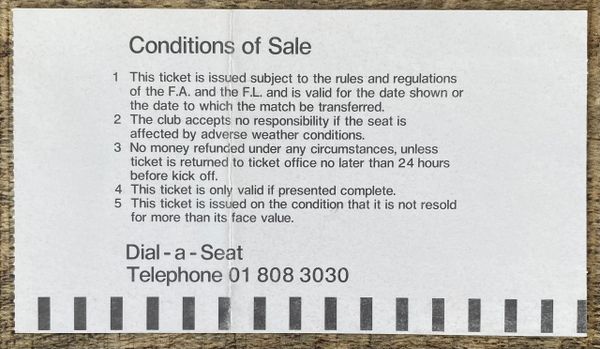 Conditions of Sale
1 This ticket is issued subject to the rules and regulations
of the F.A. and the F.L. and is valid for the date shown or
the date to which the match be transferred.
2 The club accepts no responsibility if the seat is
affected by adverse weather conditions.
3 No money refunded under any circumstances, unless
ticket is returned to ticket office no later than 24 hours
before kick off.
4 This ticket is only valid if presented complete.
5 This ticket is issued on the condition that it is not resold
for more than its face value.
Dial-a-Seat
Telephone 01 808 3030